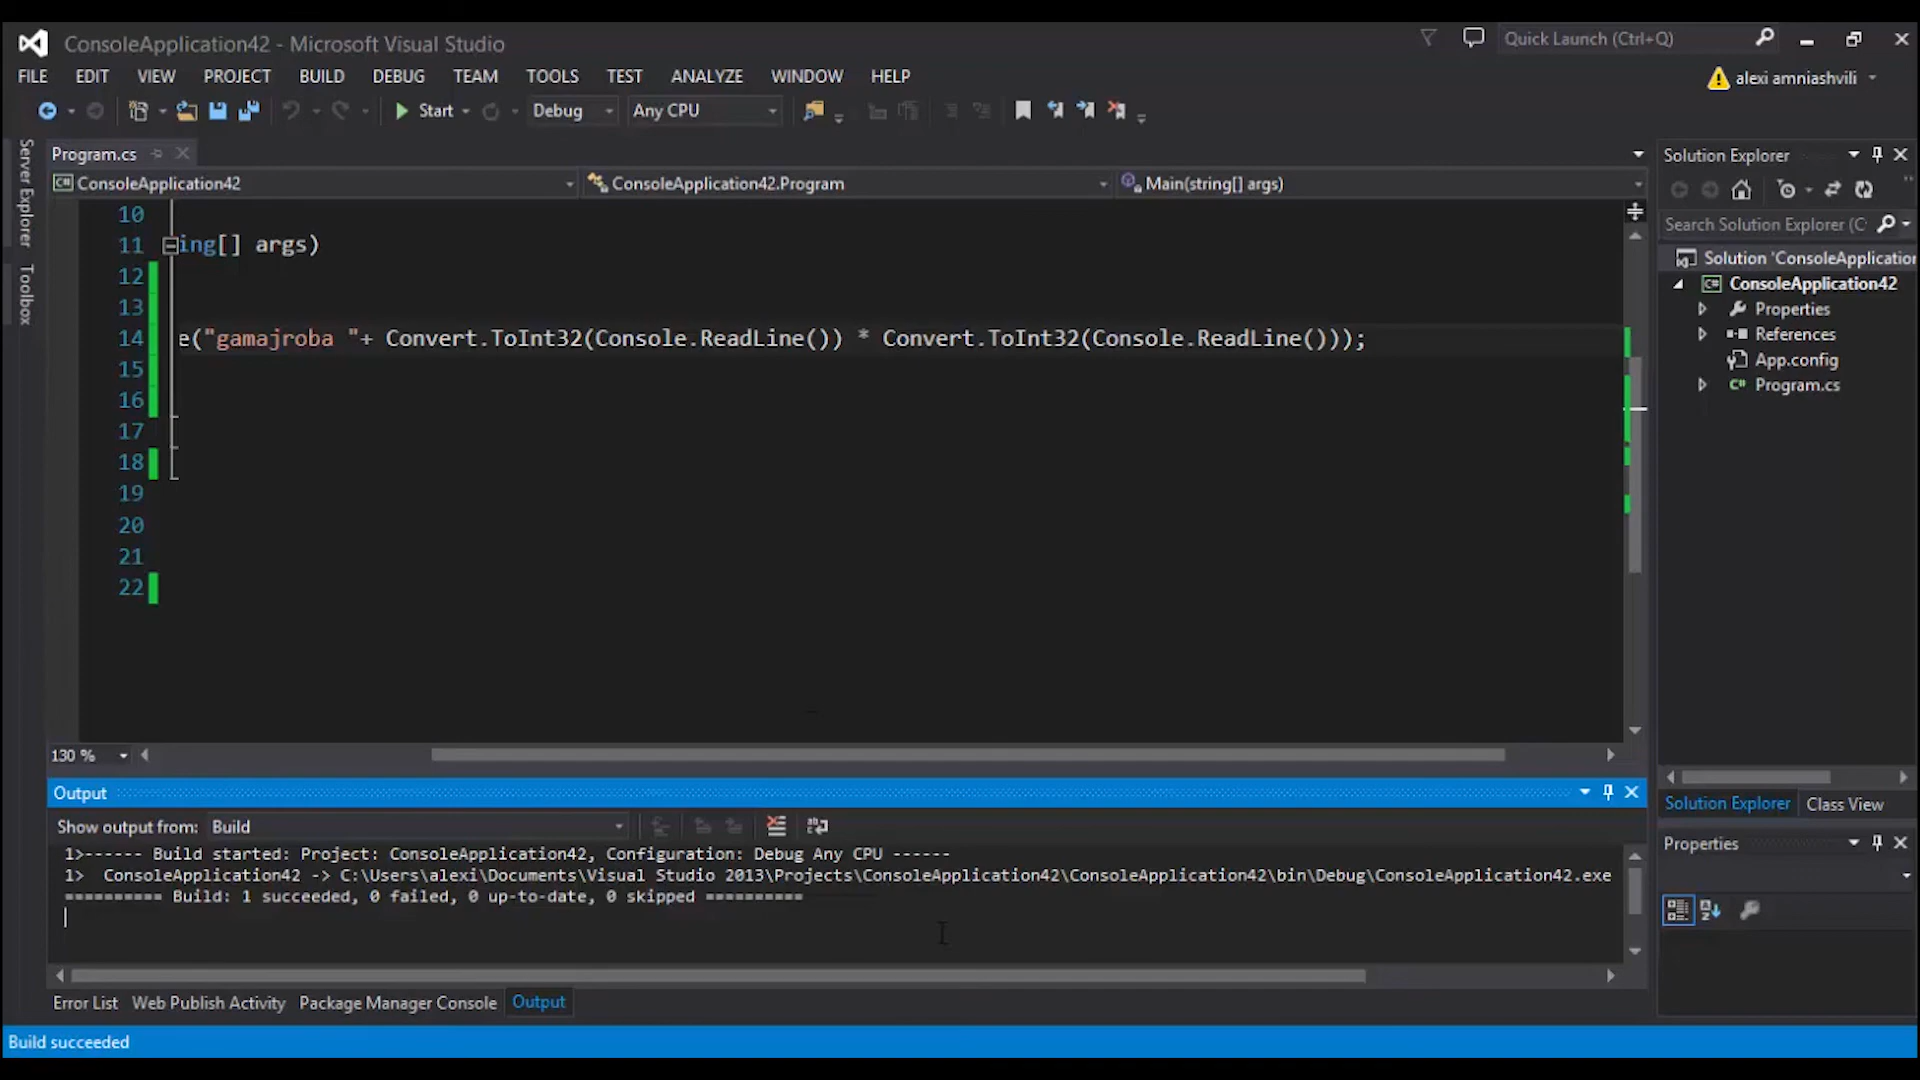 ConsoleApplication42 - Microsoft Visual Studio
Quick Launch (Ctrl+Q)
FILE EDIT VIEW PROJECT BUILD DEBUG TEAM TOOLS TEST ANALYZE WINDOW HELP
alexi amniashvili
Start Debug Any CPU
Server Explorer
Toolbox
Program.cs
ConsoleApplication42 ConsoleApplication42.Program Main(string[] args)
10
11 ing[] args)
12
13
14 e("gamajroba "+ Convert.ToInt32(Console.ReadLine()) * Convert.ToInt32(Console.ReadLine()));
15
16
17
18
19
20
21
22
130 %
Solution Explorer
Search Solution Explorer (C
Solution 'ConsoleApplication
ConsoleApplication42
Properties
References
App.config
Program.cs
Solution Explorer Class View
Properties
Output
Show output from: Build
1>------ Build started: Project: ConsoleApplication42, Configuration: Debug Any CPU ------
1>  ConsoleApplication42 -> C:\Users\alexi\Documents\Visual Studio 2013\Projects\ConsoleApplication42\ConsoleApplication42\bin\Debug\ConsoleApplication42.exe
========== Build: 1 succeeded, 0 failed, 0 up-to-date, 0 skipped ==========
Error List Web Publish Activity Package Manager Console Output
Build succeeded